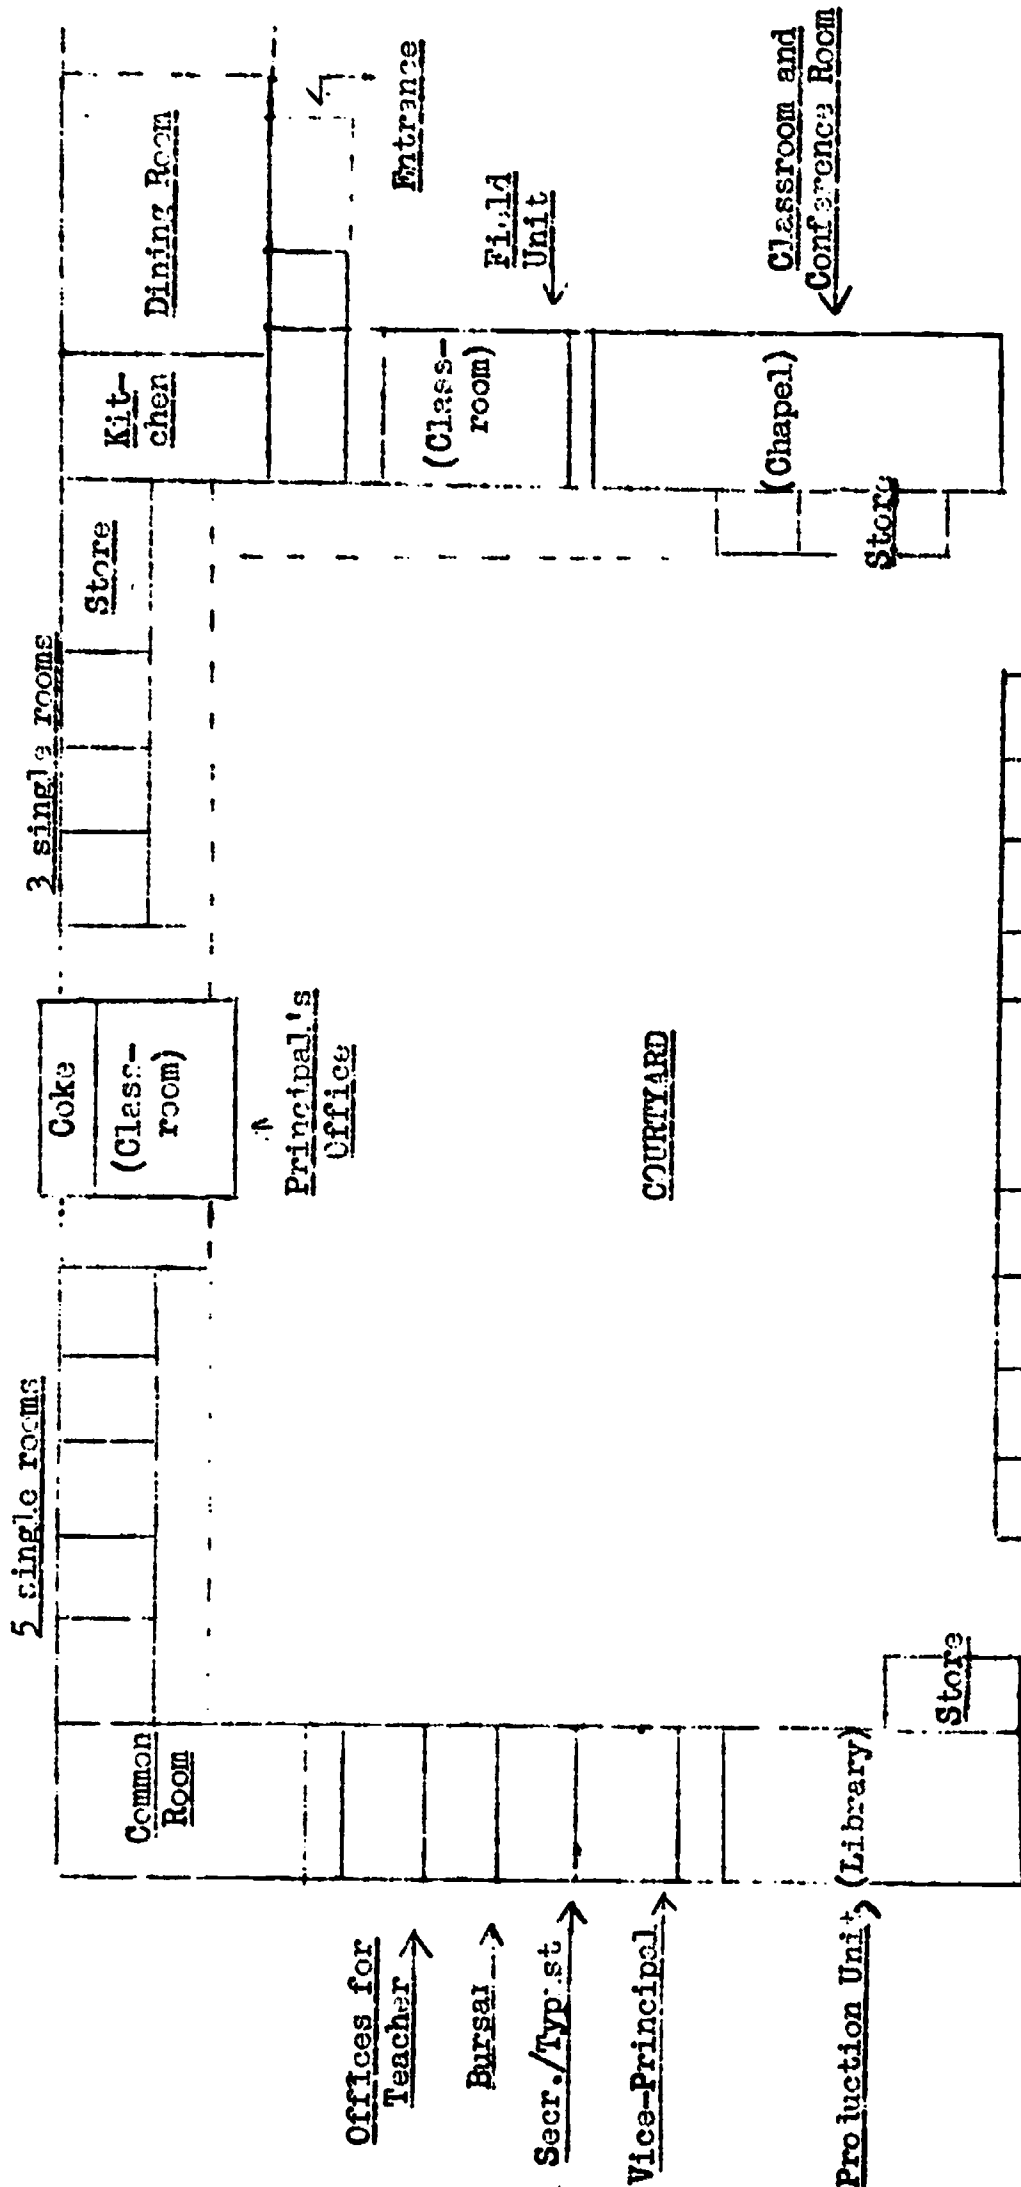 5 single rooms
3 single rooms
Common
Room
Coke
(Class-
room)
Store
Kit-
chen
Dining Room
Principal's
Office
Entrance
Offices for
Teacher
Bursar
Secr./Typist
Vice-Principal
Production Unit
(Library)
Store
COURTYARD
(Class-
room)
Field
Unit
(Chapel)
Store
Classroom and
Conference Room